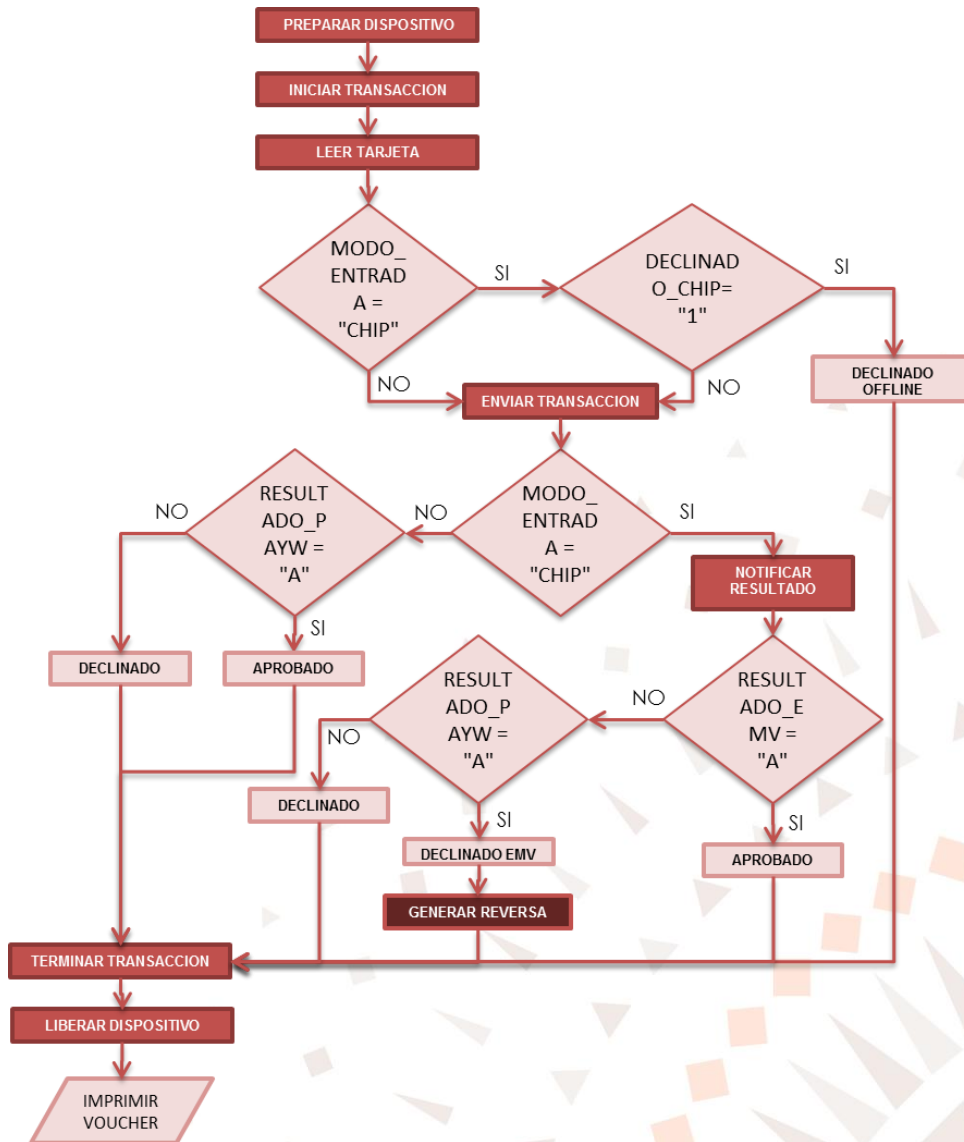 PREPARAR DISPOSITIVO
INICIAR TRANSACCION
LEER TARJETA
MODO_
ENTRAD
A =
"CHIP"
SI
DECLINAD
O_CHIP=
"1"
SI
NO
ENVIAR TRANSACCION
NO
DECLINADO
OFFLINE
NO
RESULT
ADO_P
AYW =
"A"
NO
MODO_
ENTRAD
A =
"CHIP"
SI
NOTIFICAR
RESULTADO
SI
DECLINADO
APROBADO
NO
RESULT
ADO_P
AYW =
"A"
NO
RESULT
ADO_E
MV =
"A"
DECLINADO
SI
SI
DECLINADO EMV
APROBADO
GENERAR REVERSA
TERMINAR TRANSACCION
LIBERAR DISPOSITIVO
IMPRIMIR
VOUCHER